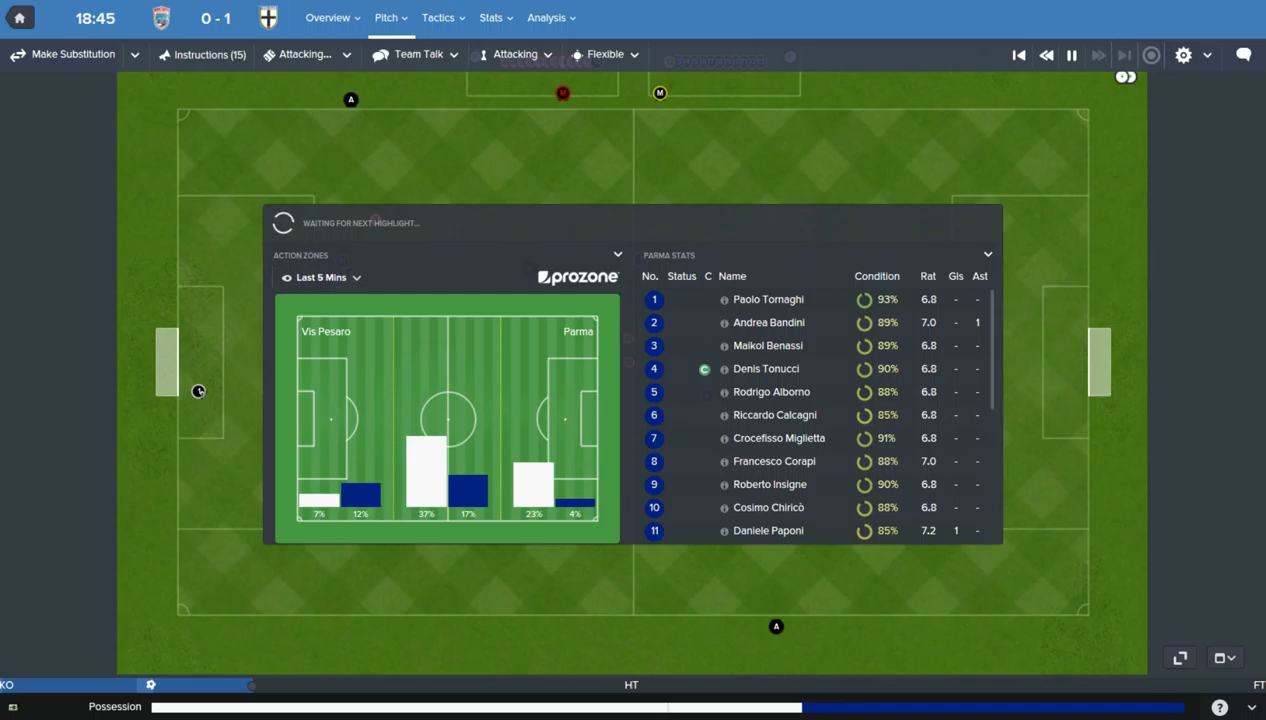 18:45 0 - 1 Overview Pitch Tactics Stats Analysis
Make Substitution Instructions (15) Attacking... Team Talk Attacking Flexible
A M M
WAITING FOR NEXT HIGHLIGHT...
ACTION ZONES
Last 5 Mins prozone
Vis Pesaro Parma
7% 12% 37% 17% 23% 4%
PARMA STATS
No. Status C Name Condition Rat Gls Ast
1 Paolo Tornaghi 93% 6.8 - -
2 Andrea Bandini 89% 7.0 - 1
3 Maikol Benassi 89% 6.8 - -
4 C Denis Tonucci 90% 6.8 - -
5 Rodrigo Alborno 88% 6.8 - -
6 Riccardo Calcagni 85% 6.8 - -
7 Crocefisso Miglietta 91% 6.8 - -
8 Francesco Corapi 88% 7.0 - -
9 Roberto Insigne 90% 6.8 - -
10 Cosimo Chiricò 88% 6.8 - -
11 Daniele Paponi 85% 7.2 1 -
A
KO HT FT
Possession ?